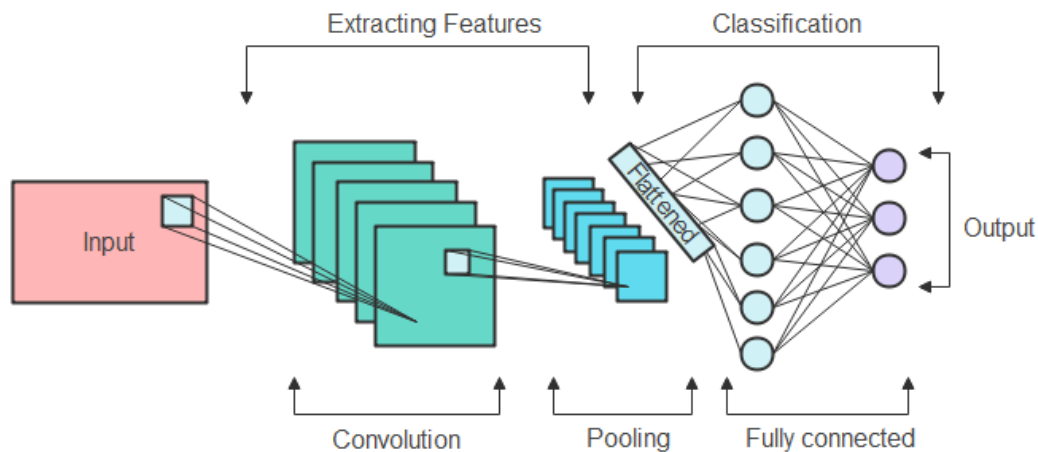 Extracting Features
Classification
Input
Flattened
Output
Convolution
Pooling
Fully connected